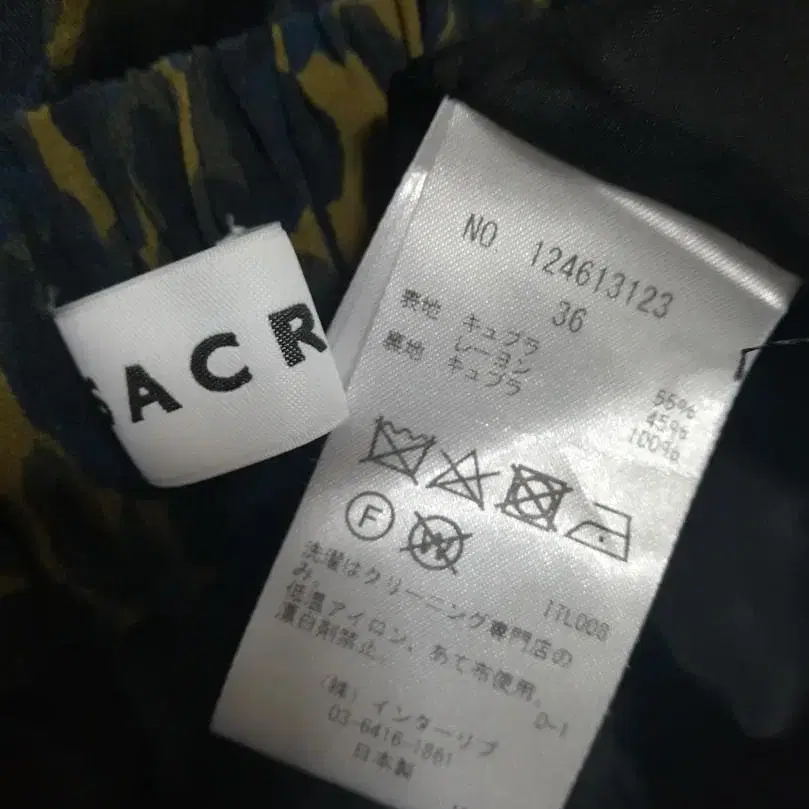 SACR
NO. 124613123
36
表地 キュプラ 55%
レーヨン 45%
裏地 キュプラ 100%
F
W
ITL008
洗濯はクリーニング専門店の
み。
低温アイロン、あて布使用。
漂白剤禁止。
D-1
(株)インターリブ
03-6416-1861
日本製